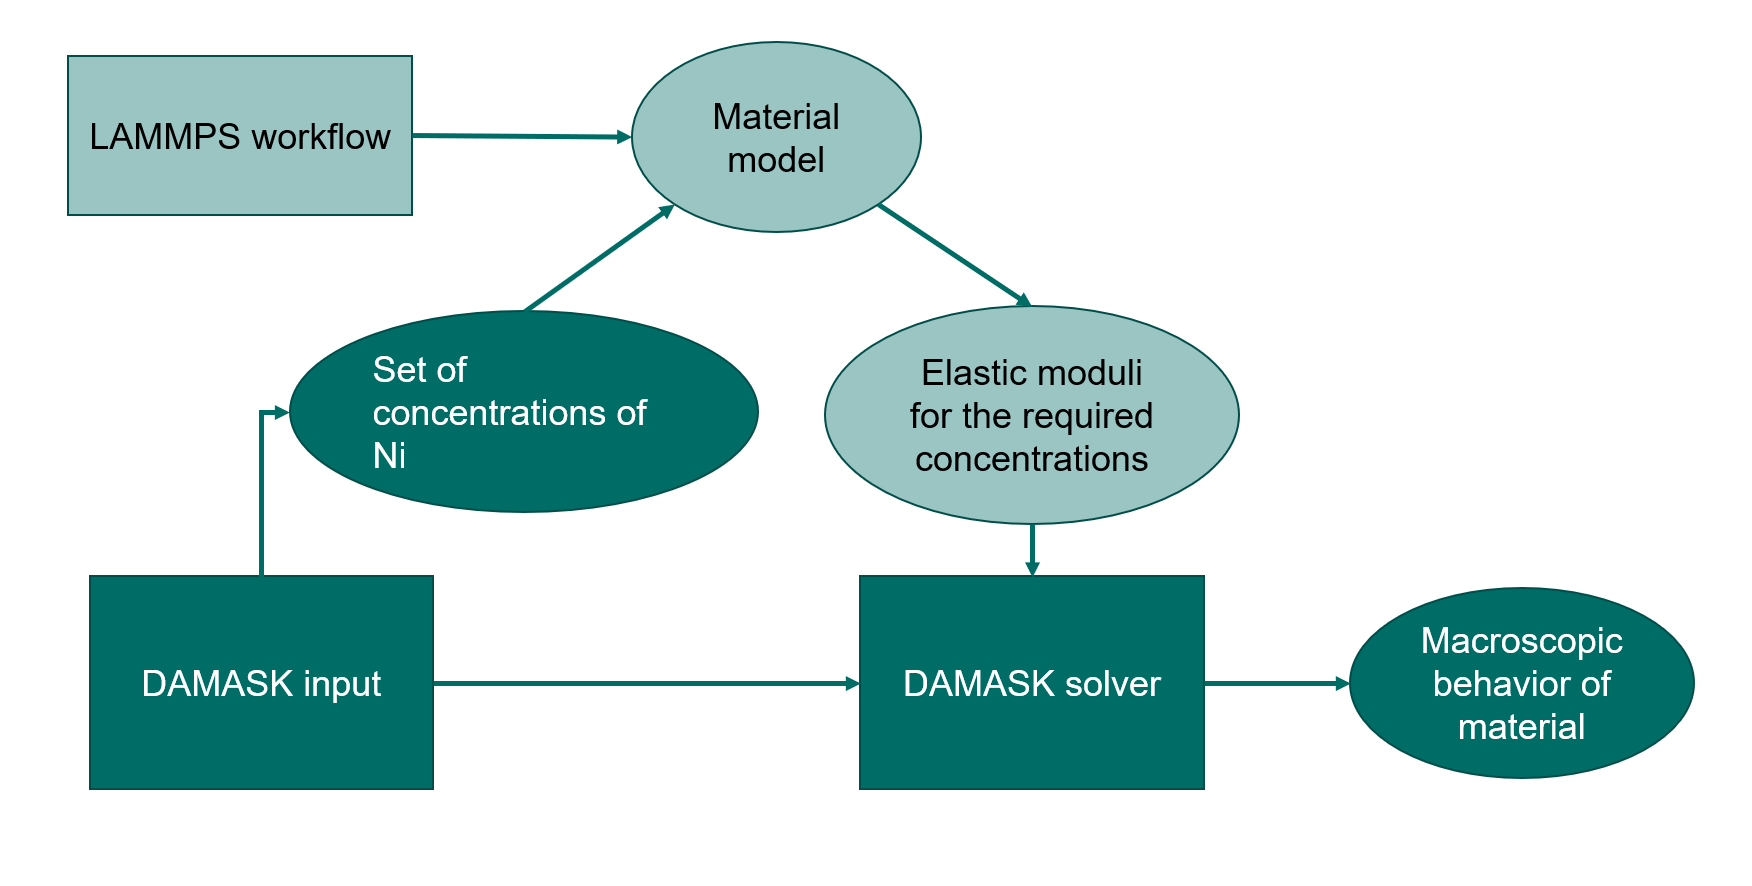 LAMMPS workflow
Material
model
Set of
concentrations of
Ni
Elastic moduli
for the required
concentrations
DAMASK input
DAMASK solver
Macroscopic
behavior of
material